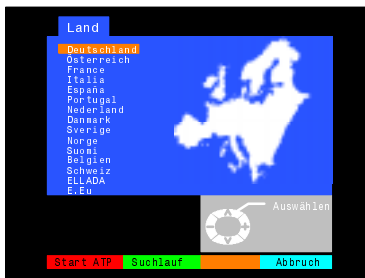 Land
Deutschland
Österreich
France
Italia
España
Portugal
Nederland
Danmark
Sverige
Norge
Suomi
Belgien
Schweiz
ELLADA
E.Eu
Auswählen
Start ATP Suchlauf Abbruch